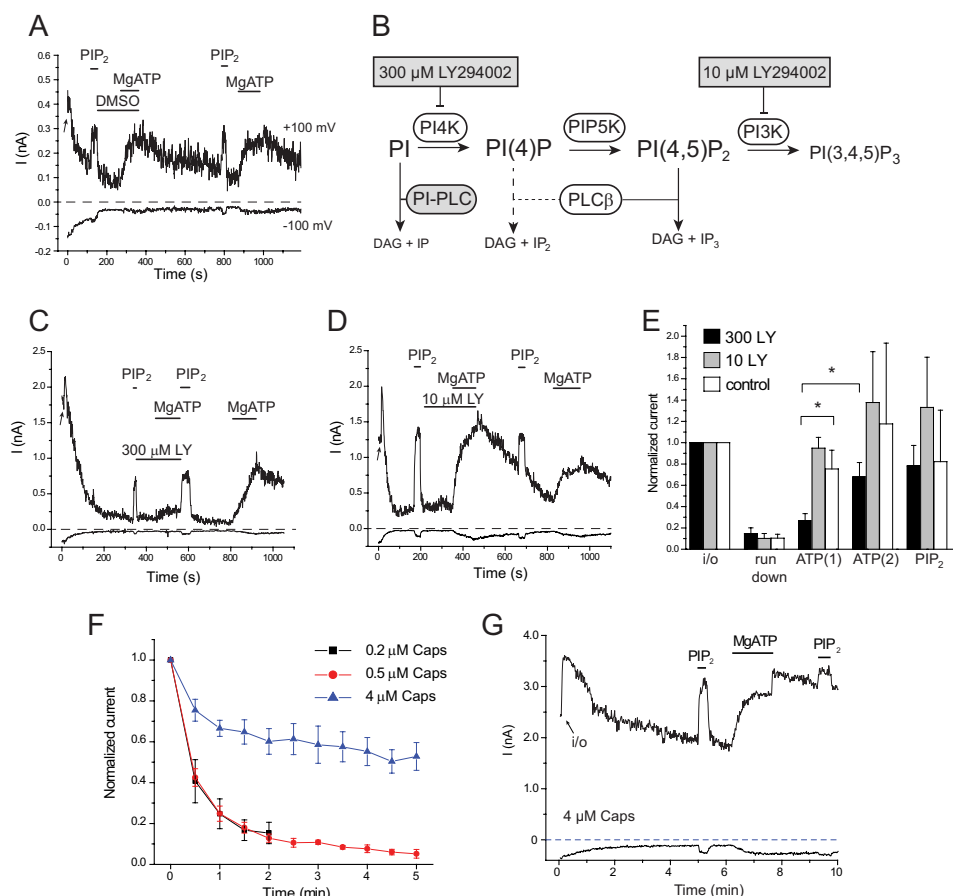 A
PIP2
PIP2
MgATP
MgATP
DMSO
I (nA)
0.6
0.5
0.4
0.3
0.2
0.1
0.0
0.1
0.2
+100 mV
-100 mV
0 200 400 600 800 1000
Time (s)
B
300 µM LY294002
10 µM LY294002
PI4K
PIP5K
PI3K
PI
PI(4)P
PI(4,5)P2
PI(3,4,5)P3
PI-PLC
PLCβ
DAG + IP
DAG + IP2
DAG + IP3
C
PIP2
PIP2
MgATP
MgATP
300 µM LY
I (nA)
2.5
2.0
1.5
1.0
0.5
0.0
0 200 400 600 800 1000
Time (s)
D
PIP2
PIP2
MgATP
MgATP
10 µM LY
I (nA)
2.5
2.0
1.5
1.0
0.5
0.0
0 200 400 600 800 1000
Time (s)
E
300 LY
10 LY
control
*
*
Normalized current
2.0
1.8
1.6
1.4
1.2
1.0
0.8
0.6
0.4
0.2
0.0
i/o run down ATP(1) ATP(2) PIP2
F
0.2 µM Caps
0.5 µM Caps
4 µM Caps
Normalized current
1.0
0.8
0.6
0.4
0.2
0.0
0 1 2 3 4 5
Time (min)
G
PIP2
MgATP
PIP2
I (nA)
4.0
3.0
2.0
4.0
0
i/o
4 µM Caps
0 2 4 6 8 10
Time (min)